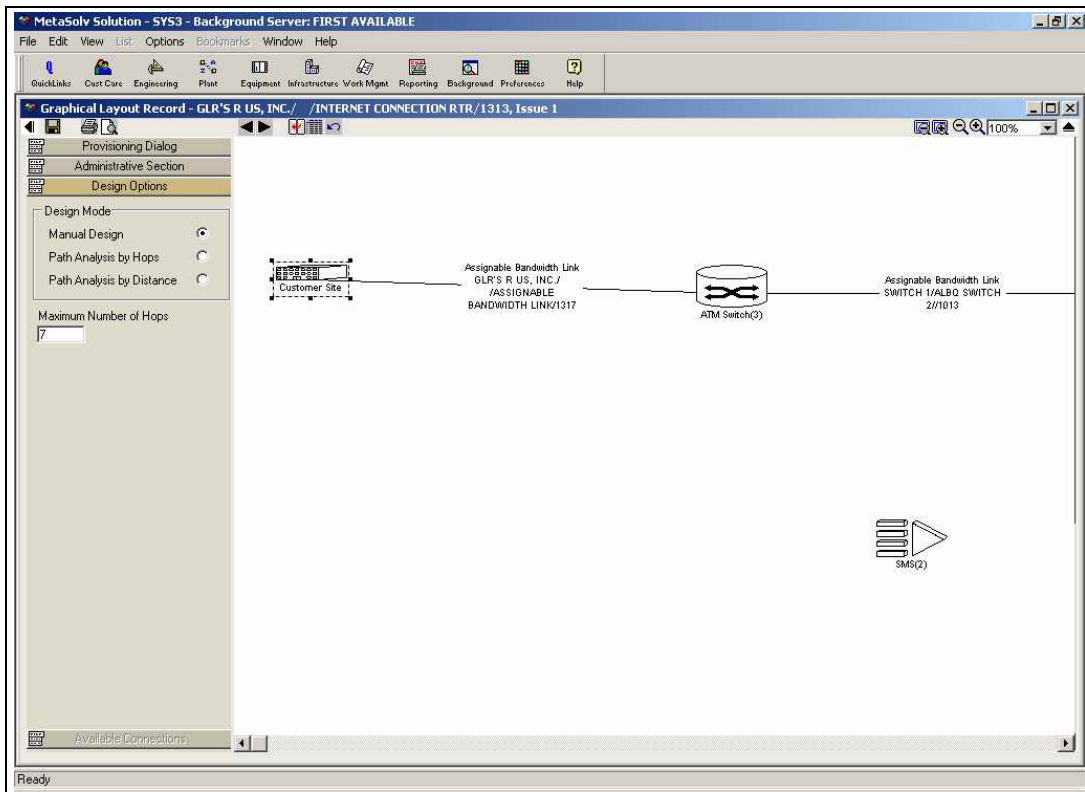 MetaSolv Solution - SYS3 - Background Server: FIRST AVAILABLE
File Edit View List Options Bookmarks Window Help
QuickLinks Cust Care Engineering Plant Equipment Infrastructure Work Mgmt Reporting Background Preferences Help
Graphical Layout Record - GLR'S R US, INC./ /INTERNET CONNECTION RTR/1313, Issue 1
100%
Provisioning Dialog
Administrative Section
Design Options
Design Mode
Manual Design
Path Analysis by Hops
Path Analysis by Distance
Maximum Number of Hops
7
Customer Site
Assignable Bandwidth Link
GLR'S R US, INC./
/ASSIGNABLE
BANDWIDTH LINK/1317
ATM Switch(3)
Assignable Bandwidth Link
SWITCH 1/ALBQ SWITCH
2//1013
SMS(2)
Available Connections
Ready